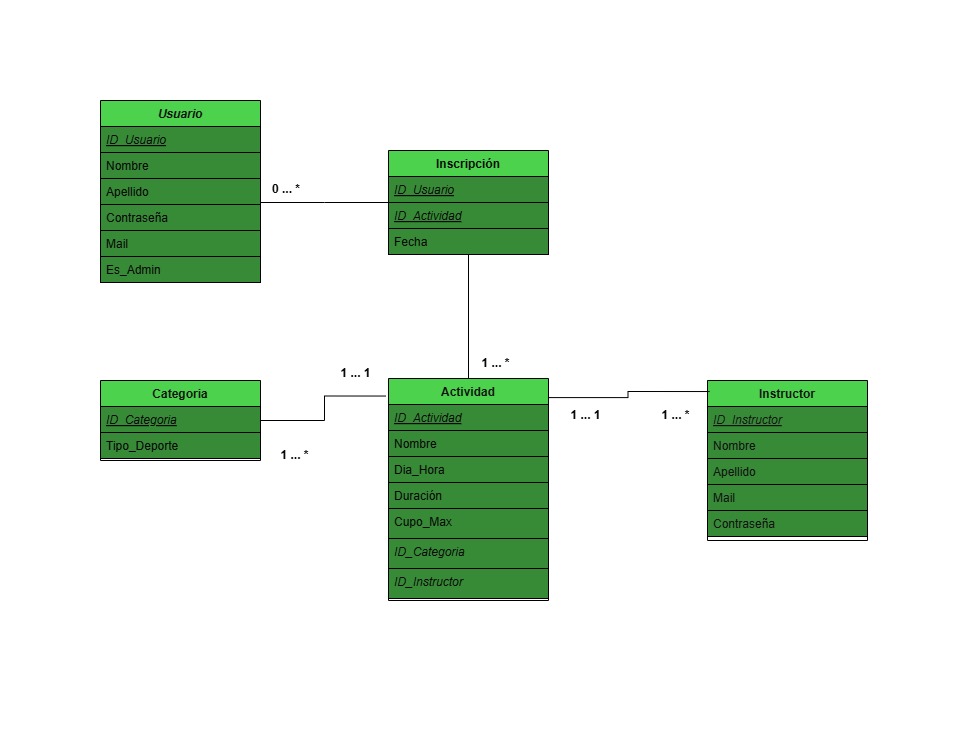 Usuario
ID_Usuario
Nombre
Apellido
Contraseña
Mail
Es_Admin
0 ... *
Inscripción
ID_Usuario
ID_Actividad
Fecha
1 ... *
Categoria
ID_Categoria
Tipo_Deporte
1 ... 1
1 ... *
Actividad
ID_Actividad
Nombre
Dia_Hora
Duración
Cupo_Max
ID_Categoria
ID_Instructor
1 ... 1
1 ... *
Instructor
ID_Instructor
Nombre
Apellido
Mail
Contraseña